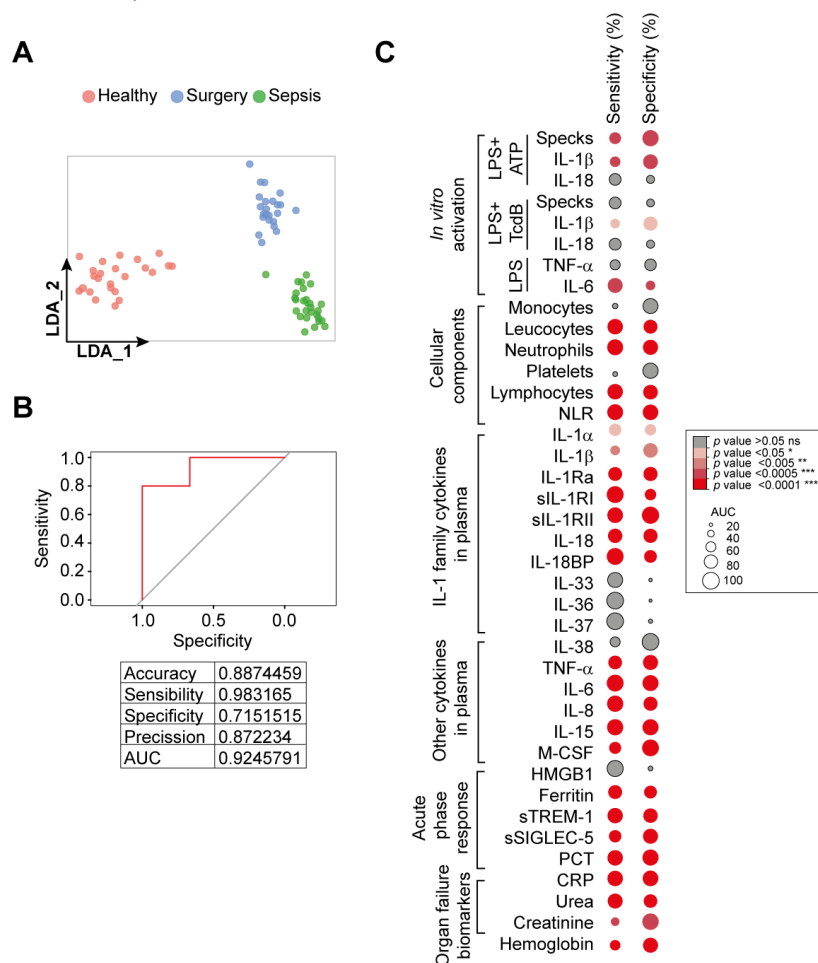 A
Healthy Surgery Sepsis
LDA_2
LDA_1
B
Sensitivity
1.0
0.8
0.6
0.4
0.2
0.0
1.0 0.5 0.0
Specificity
Accuracy 0.8874459
Sensibility 0.983165
Specificity 0.7151515
Precission 0.872234
AUC 0.9245791
C
Sensitivity (%)
Specificity (%)
In vitro
activation
LPS+
ATP
Specks
IL-1β
IL-18
LPS+
TcdB
Specks
IL-1β
IL-18
LPS
TNF-α
IL-6
Cellular
components
Monocytes
Leucocytes
Neutrophils
Platelets
Lymphocytes
NLR
IL-1 family cytokines
in plasma
IL-1α
IL-1β
IL-1Ra
sIL-1RI
sIL-1RII
IL-18
IL-18BP
IL-33
IL-36
IL-37
IL-38
Other cytokines
in plasma
TNF-α
IL-6
IL-8
IL-15
M-CSF
HMGB1
Acute
phase
response
Ferritin
sTREM-1
sSIGLEC-5
PCT
CRP
Organ failure
biomarkers
Urea
Creatinine
Hemoglobin
p value >0.05 ns
p value <0.05 *
p value <0.005 **
p value <0.0005 ***
p value <0.0001 ***
AUC
20
40
60
80
100